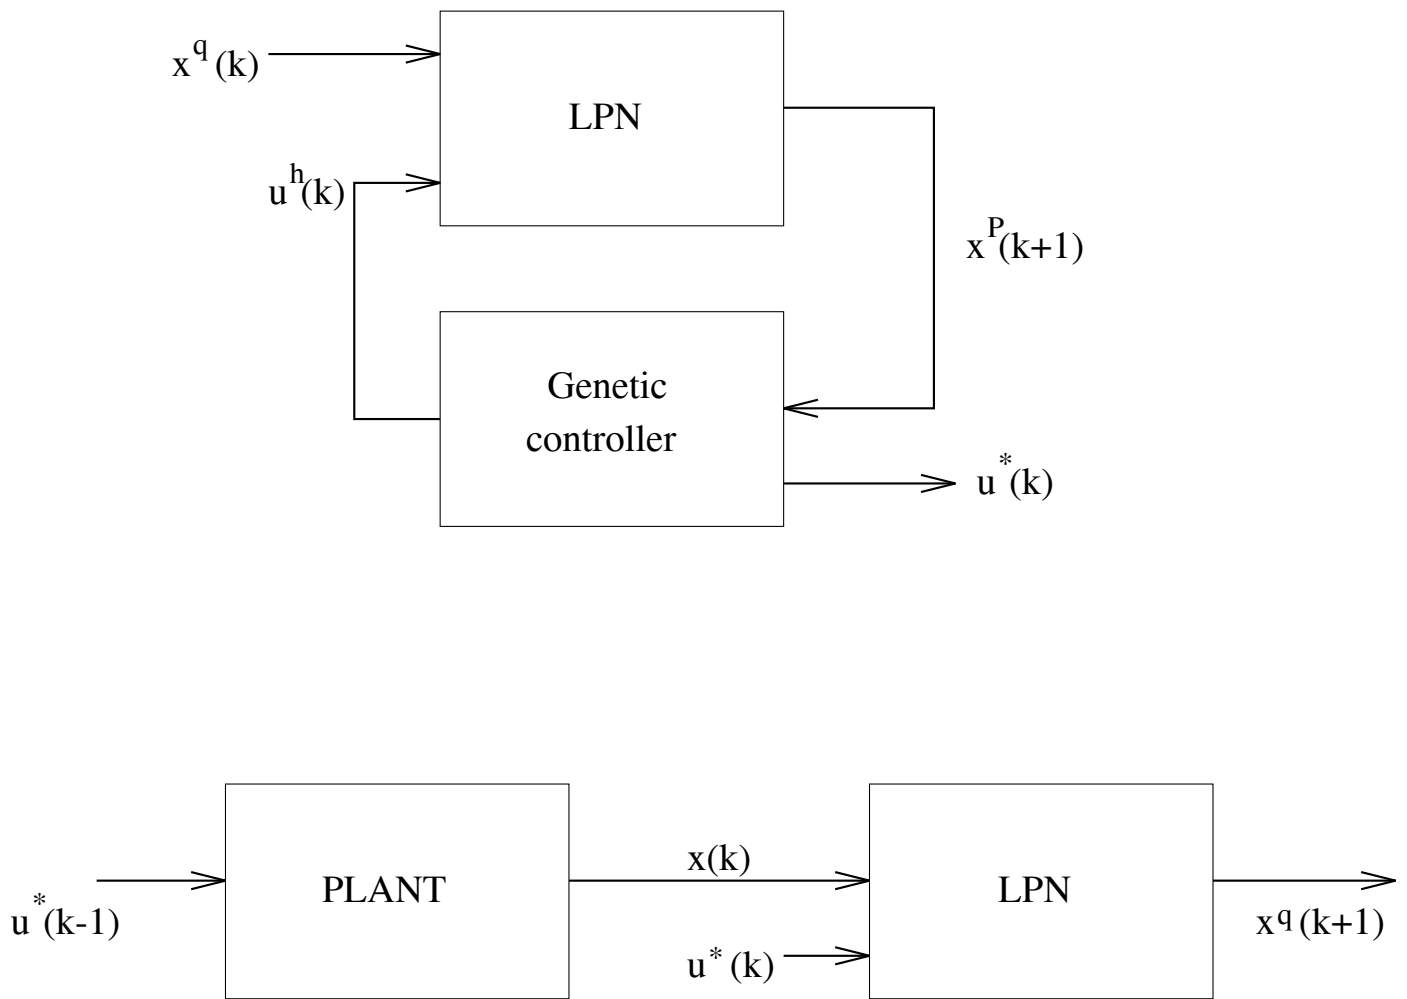 x^q (k)
LPN
u^h(k)
x^P(k+1)
Genetic
controller
u^*(k)
x(k)
PLANT
LPN
u^*(k-1)
x^q (k+1)
u^* (k)